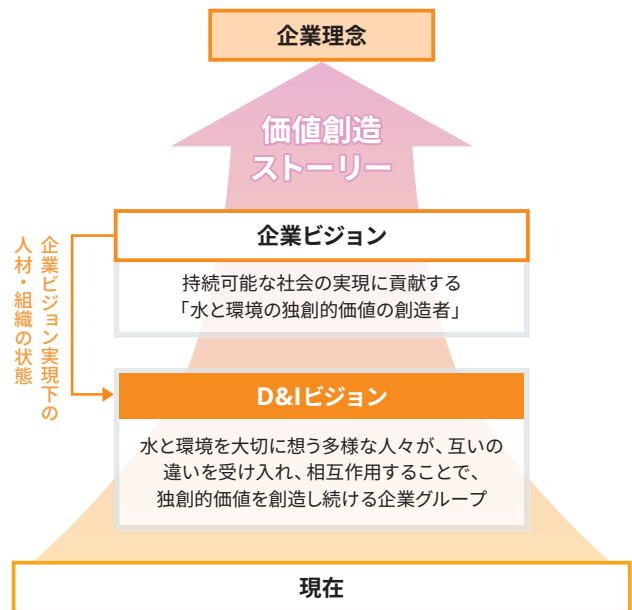 企業理念
価値創造
ストーリー
企業ビジョン
持続可能な社会の実現に貢献する
「水と環境の独創的価値の創造者」
企業ビジョン実現下の
人材・組織の状態
D&Iビジョン
水と環境を大切に想う多様な人々が、互いの
違いを受け入れ、相互作用することで、
独創的価値を創造し続ける企業グループ
現在